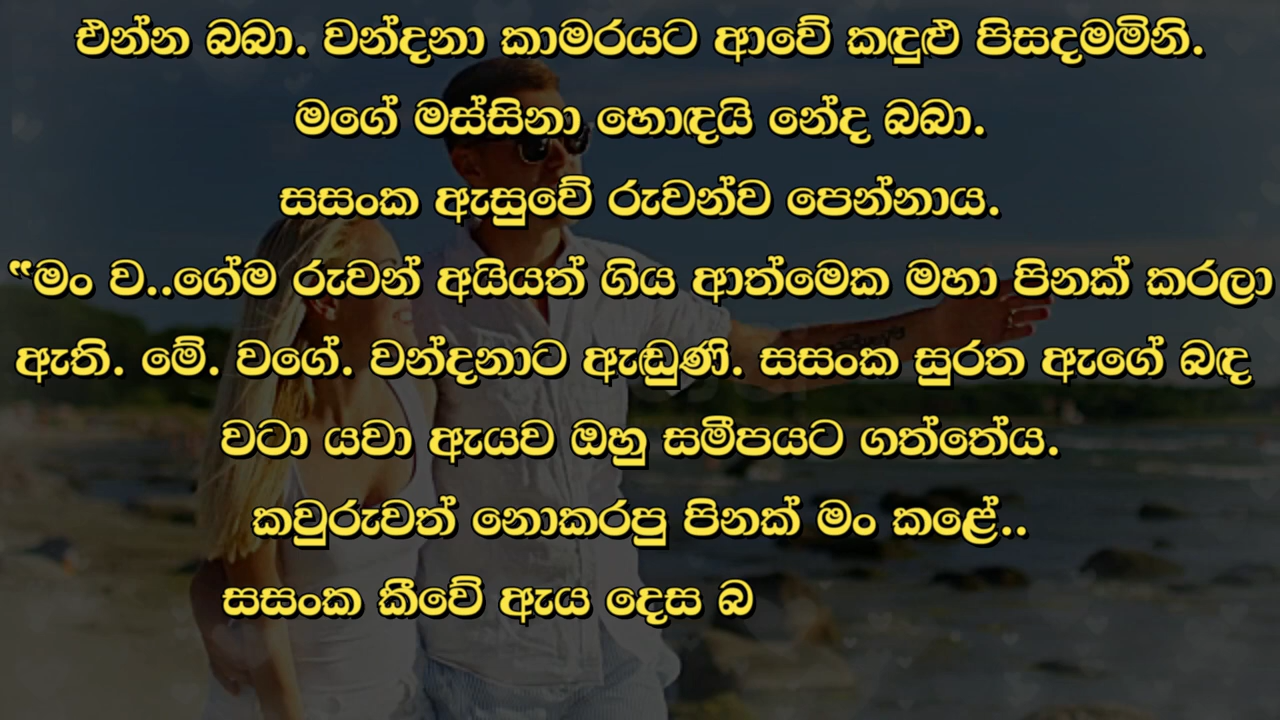 එන්න බබා. වන්දනා කාමරයට ආවේ කඳුළු පිසදමමිනි.
මගේ මස්සිනා හොඳයි නේද බබා.
සසංක ඇසුවේ රුවන්ව පෙන්නාය.
“මං ව..ගේම රුවන් අයියත් ගිය ආත්මෙක මහා පිනක් කරලා
ඇති. මේ. වගේ. වන්දනාට ඇඬුණි. සසංක සුරත ඇගේ බඳ
වටා යවා ඇයව ඔහු සමීපයට ගත්තේය.
කවුරුවත් නොකරපු පිනක් මං කළේ..
සසංක කීවේ ඇය දෙස බ